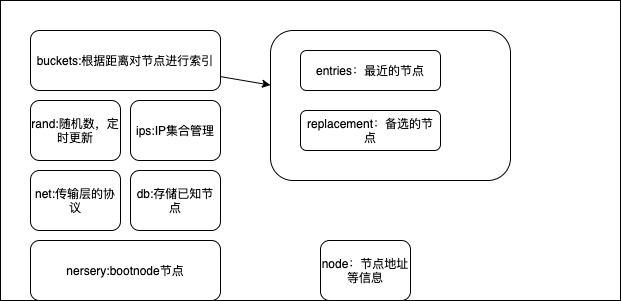 buckets:根据距离对节点进行索引
entries：最近的节点
rand:随机数，定
时更新
ips:IP集合管理
replacement：备选的节
点
net:传输层的协
议
db:存储已知节
点
nersery:bootnode节点
node：节点地址
等信息